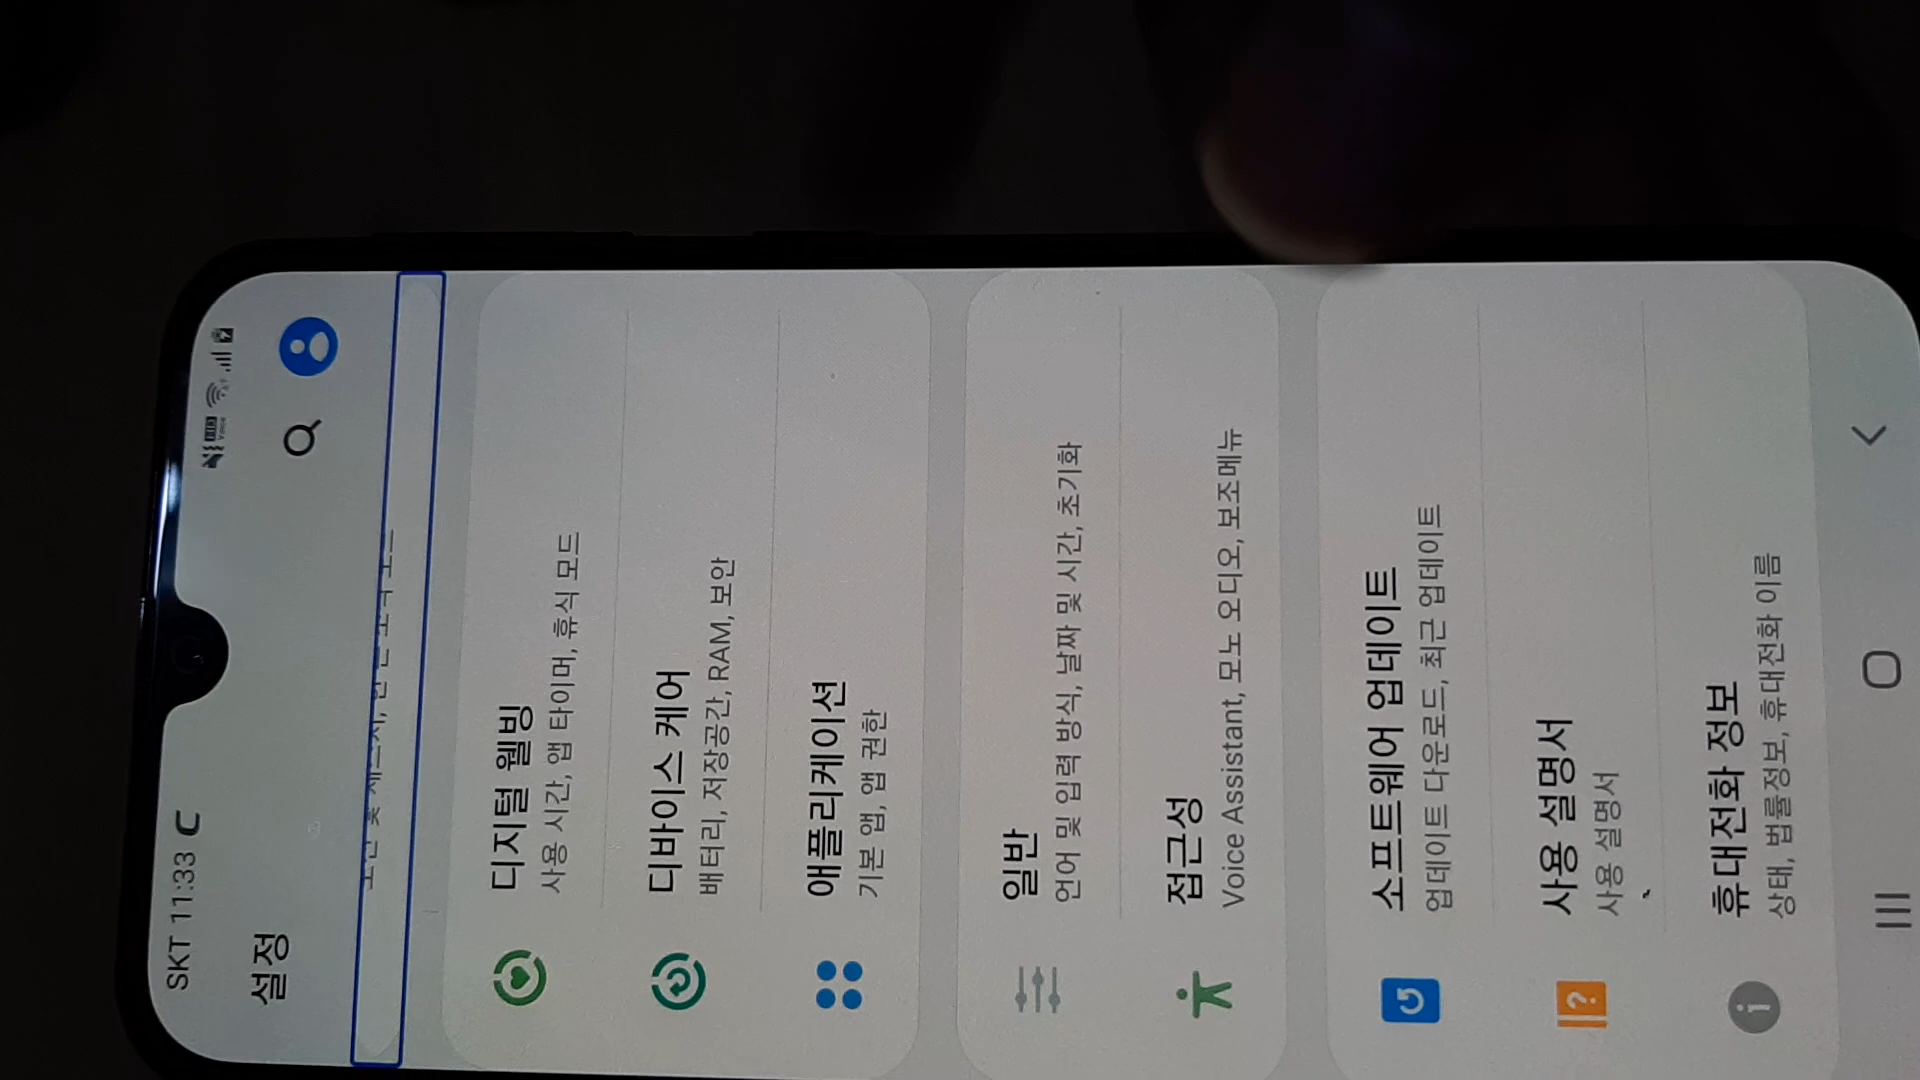 SKT 11:33
Voice
설정
디지털 웰빙
사용 시간, 앱 타이머, 휴식 모드
디바이스 케어
배터리, 저장공간, RAM, 보안
애플리케이션
기본 앱, 앱 권한
일반
언어 및 입력 방식, 날짜 및 시간, 초기화
접근성
Voice Assistant, 모노 오디오, 보조메뉴
소프트웨어 업데이트
업데이트 다운로드, 최근 업데이트
사용 설명서
사용 설명서
휴대전화 정보
상태, 법률정보, 휴대전화 이름